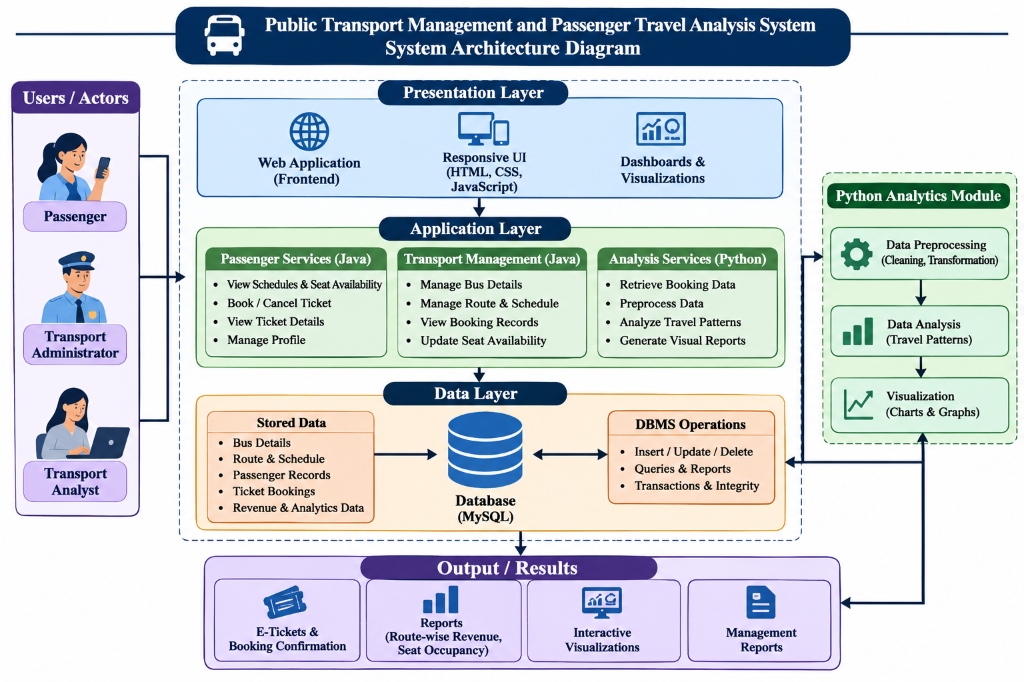 Public Transport Management and Passenger Travel Analysis System
System Architecture Diagram
Users / Actors
Passenger
Transport
Administrator
Transport
Analyst
Presentation Layer
Web Application
(Frontend)
Responsive UI
(HTML, CSS,
JavaScript)
Dashboards &
Visualizations
Application Layer
Passenger Services (Java)
• View Schedules & Seat Availability
• Book / Cancel Ticket
• View Ticket Details
• Manage Profile
Transport Management (Java)
• Manage Bus Details
• Manage Route & Schedule
• View Booking Records
• Update Seat Availability
Analysis Services (Python)
• Retrieve Booking Data
• Preprocess Data
• Analyze Travel Patterns
• Generate Visual Reports
Data Layer
Stored Data
• Bus Details
• Route & Schedule
• Passenger Records
• Ticket Bookings
• Revenue & Analytics Data
Database
(MySQL)
DBMS Operations
• Insert / Update / Delete
• Queries & Reports
• Transactions & Integrity
Python Analytics Module
Data Preprocessing
(Cleaning, Transformation)
Data Analysis
(Travel Patterns)
Visualization
(Charts & Graphs)
Output / Results
E-Tickets &
Booking Confirmation
Reports
(Route-wise Revenue,
Seat Occupancy)
Interactive
Visualizations
Management
Reports